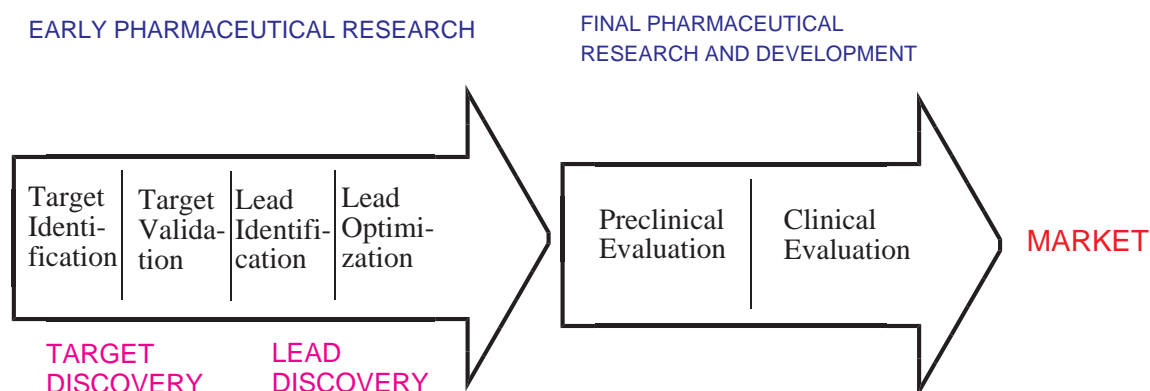 EARLY PHARMACEUTICAL RESEARCH
FINAL PHARMACEUTICAL
RESEARCH AND DEVELOPMENT
Target
Identi-
fication
Target
Valida-
tion
Lead
Identifi-
cation
Lead
Optimi-
zation
Preclinical
Evaluation
Clinical
Evaluation
MARKET
TARGET
DISCOVERY
LEAD
DISCOVERY